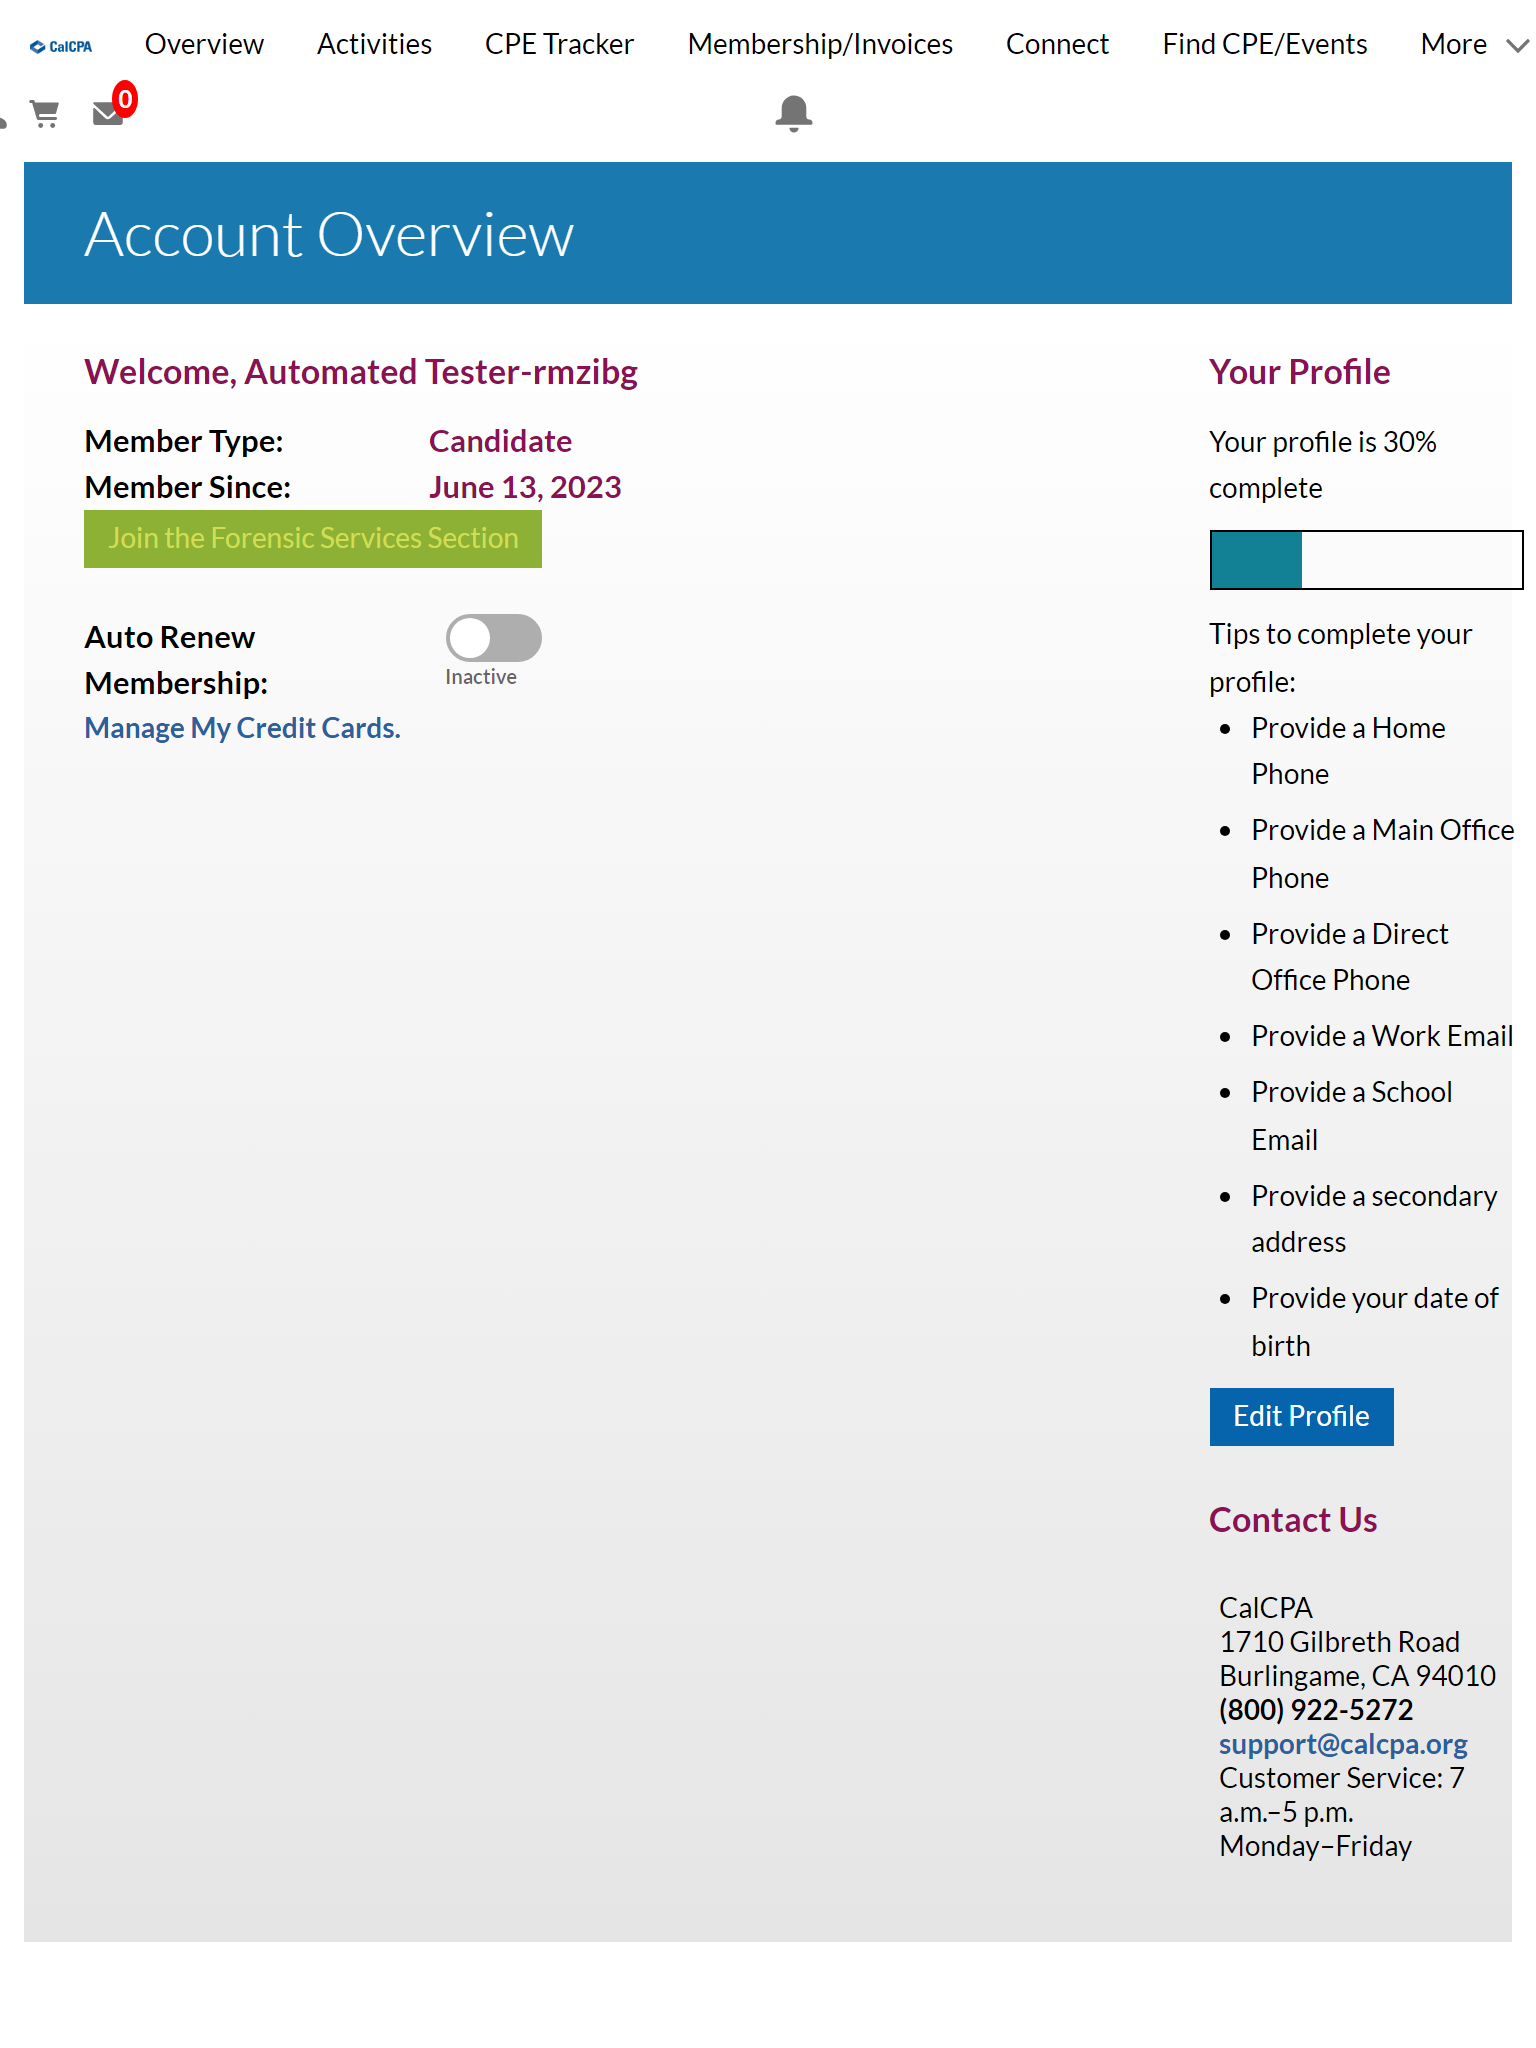 CalCPA Overview Activities CPE Tracker Membership/Invoices Connect Find CPE/Events More
0
Account Overview
Welcome, Automated Tester-rmzibg
Member Type: Candidate
Member Since: June 13, 2023
Join the Forensic Services Section
Auto Renew
Membership:
Inactive
Manage My Credit Cards.
Your Profile
Your profile is 30%
complete
Tips to complete your
profile:
Provide a Home
Phone
Provide a Main Office
Phone
Provide a Direct
Office Phone
Provide a Work Email
Provide a School
Email
Provide a secondary
address
Provide your date of
birth
Edit Profile
Contact Us
CalCPA
1710 Gilbreth Road
Burlingame, CA 94010
(800) 922-5272
support@calcpa.org
Customer Service: 7
a.m.–5 p.m.
Monday–Friday